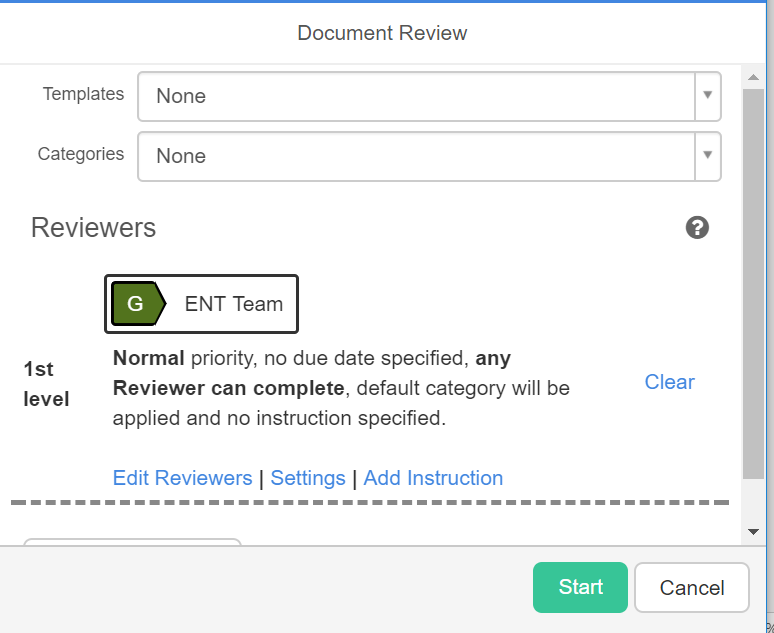 Document Review
Templates None
Categories None
Reviewers ?
G ENT Team
1st level
Normal priority, no due date specified, any
Reviewer can complete, default category will be
applied and no instruction specified.
Clear
Edit Reviewers | Settings | Add Instruction
Start Cancel
%